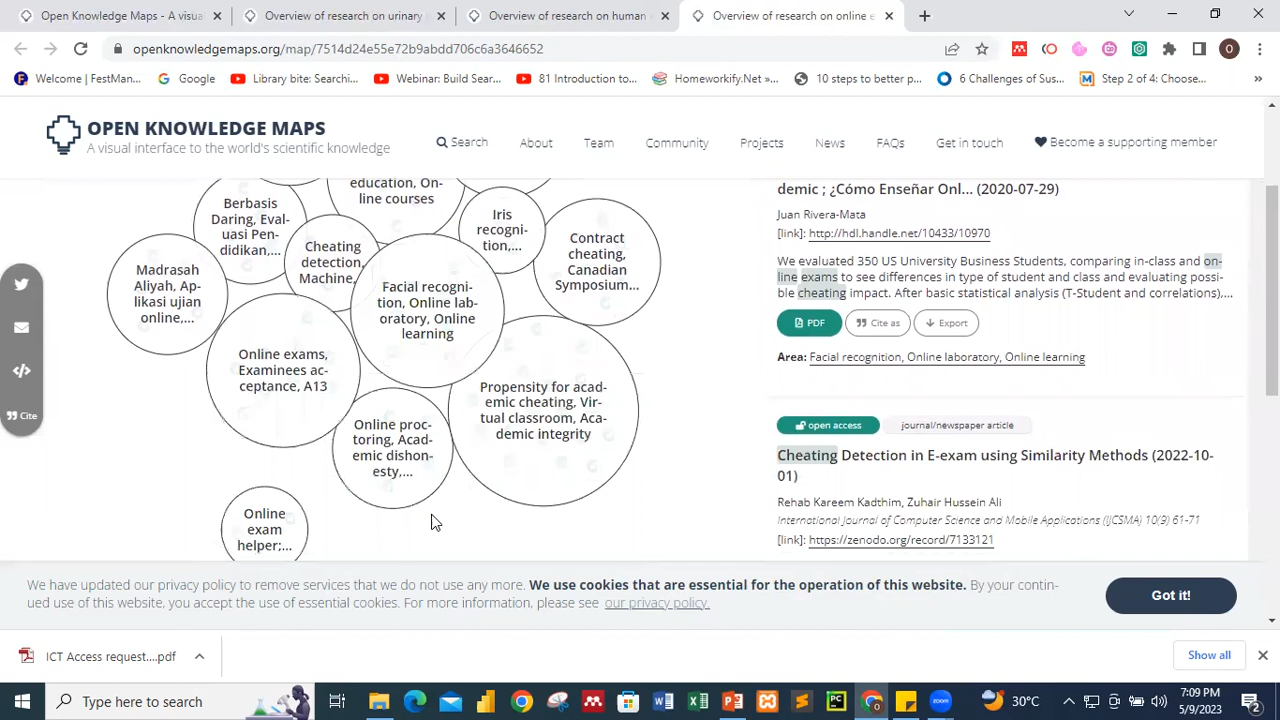 Open Knowledge Maps - A visua
Overview of research on urinary
Overview of research on human e
Overview of research on online e
openknowledgemaps.org/map/7514d24e55e72b9abdd706c6a3646652
O
Welcome | FestMan...
Google
Library bite: Searchi...
Webinar: Build Sear...
81 Introduction to...
Homeworkify.Net »...
10 steps to better p...
6 Challenges of Sus...
Step 2 of 4: Choose...
»
OPEN KNOWLEDGE MAPS
A visual interface to the world's scientific knowledge
Search
About
Team
Community
Projects
News
FAQs
Get in touch
Become a supporting member
education, On-
line courses
Berbasis
Daring, Eval-
uasi Pen-
didikan,...
Iris
recogni-
tion,...
Cheating
detection,
Machine,
Contract
cheating,
Canadian
Symposium...
Madrasah
Aliyah, Ap-
likasi ujian
online,...
Facial recogni-
tion, Online lab-
oratory, Online
learning
Online exams,
Examinees ac-
ceptance, A13
Propensity for acad-
emic cheating, Vir-
tual classroom, Aca-
demic integrity
Online proc-
toring, Acad-
emic dishon-
esty,...
Online
exam
helper;...
Cite
demic ; ¿Cómo Enseñar Onl... (2020-07-29)
Juan Rivera-Mata
[link]: http://hdl.handle.net/10433/10970
We evaluated 350 US University Business Students, comparing in-class and on-
line exams to see differences in type of student and class and evaluating possi-
ble cheating impact. After basic statistical analysis (T-Student and correlations),...
PDF
Cite as
Export
Area: Facial recognition, Online laboratory, Online learning
open access
journal/newspaper article
Cheating Detection in E-exam using Similarity Methods (2022-10-
01)
Rehab Kareem Kadthim, Zuhair Hussein Ali
International Journal of Computer Science and Mobile Applications (IJCSMA) 10(9) 61-71
[link]: https://zenodo.org/record/7133121
We have updated our privacy policy to remove services that we do not use any more. We use cookies that are essential for the operation of this website. By your contin-
ued use of this website, you accept the use of essential cookies. For more information, please see our privacy policy.
Got it!
ICT Access request....pdf
Show all
Type here to search
30°C
7:09 PM
5/9/2023
2